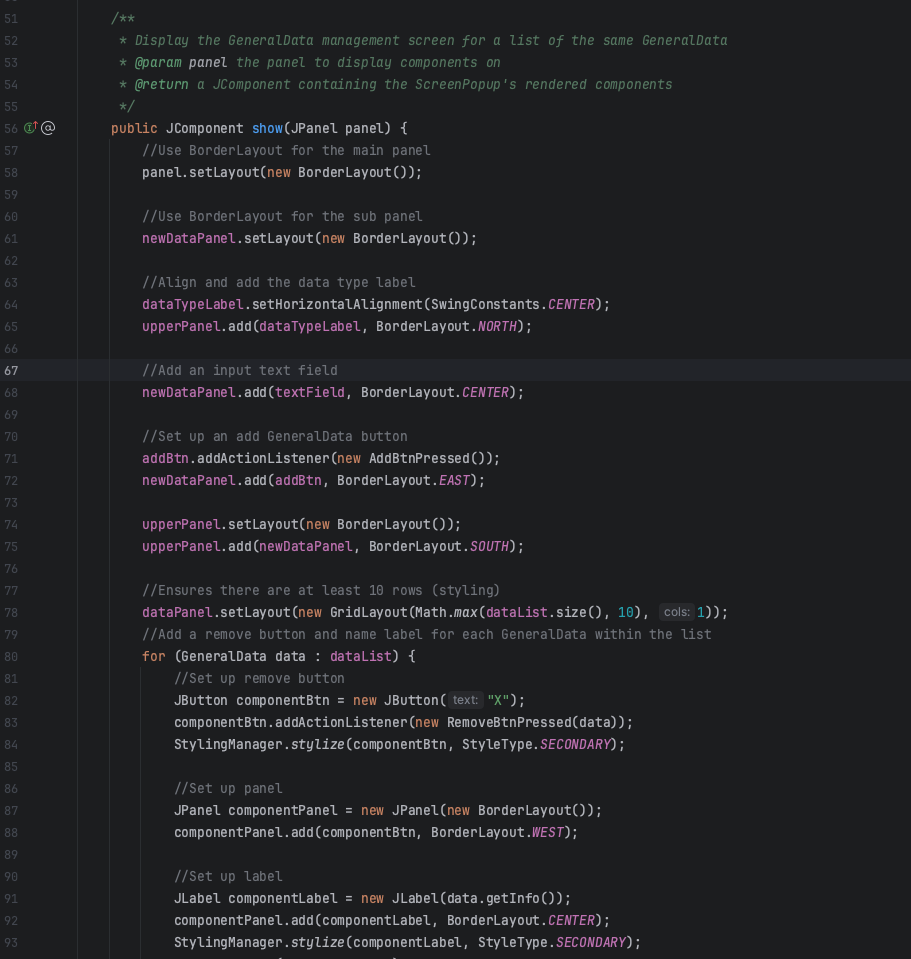 51 /**
52 * Display the GeneralData management screen for a list of the same GeneralData
53 * @param panel the panel to display components on
54 * @return a JComponent containing the ScreenPopup's rendered components
55 */
56 public JComponent show(JPanel panel) {
57 //Use BorderLayout for the main panel
58 panel.setLayout(new BorderLayout());
59
60 //Use BorderLayout for the sub panel
61 newDataPanel.setLayout(new BorderLayout());
62
63 //Align and add the data type label
64 dataTypeLabel.setHorizontalAlignment(SwingConstants.CENTER);
65 upperPanel.add(dataTypeLabel, BorderLayout.NORTH);
66
67 //Add an input text field
68 newDataPanel.add(textField, BorderLayout.CENTER);
69
70 //Set up an add GeneralData button
71 addBtn.addActionListener(new AddBtnPressed());
72 newDataPanel.add(addBtn, BorderLayout.EAST);
73
74 upperPanel.setLayout(new BorderLayout());
75 upperPanel.add(newDataPanel, BorderLayout.SOUTH);
76
77 //Ensures there are at least 10 rows (styling)
78 dataPanel.setLayout(new GridLayout(Math.max(dataList.size(), 10), cols: 1));
79 //Add a remove button and name label for each GeneralData within the list
80 for (GeneralData data : dataList) {
81 //Set up remove button
82 JButton componentBtn = new JButton( text: "X");
83 componentBtn.addActionListener(new RemoveBtnPressed(data));
84 StylingManager.stylize(componentBtn, StyleType.SECONDARY);
85
86 //Set up panel
87 JPanel componentPanel = new JPanel(new BorderLayout());
88 componentPanel.add(componentBtn, BorderLayout.WEST);
89
90 //Set up label
91 JLabel componentLabel = new JLabel(data.getInfo());
92 componentPanel.add(componentLabel, BorderLayout.CENTER);
93 StylingManager.stylize(componentLabel, StyleType.SECONDARY);